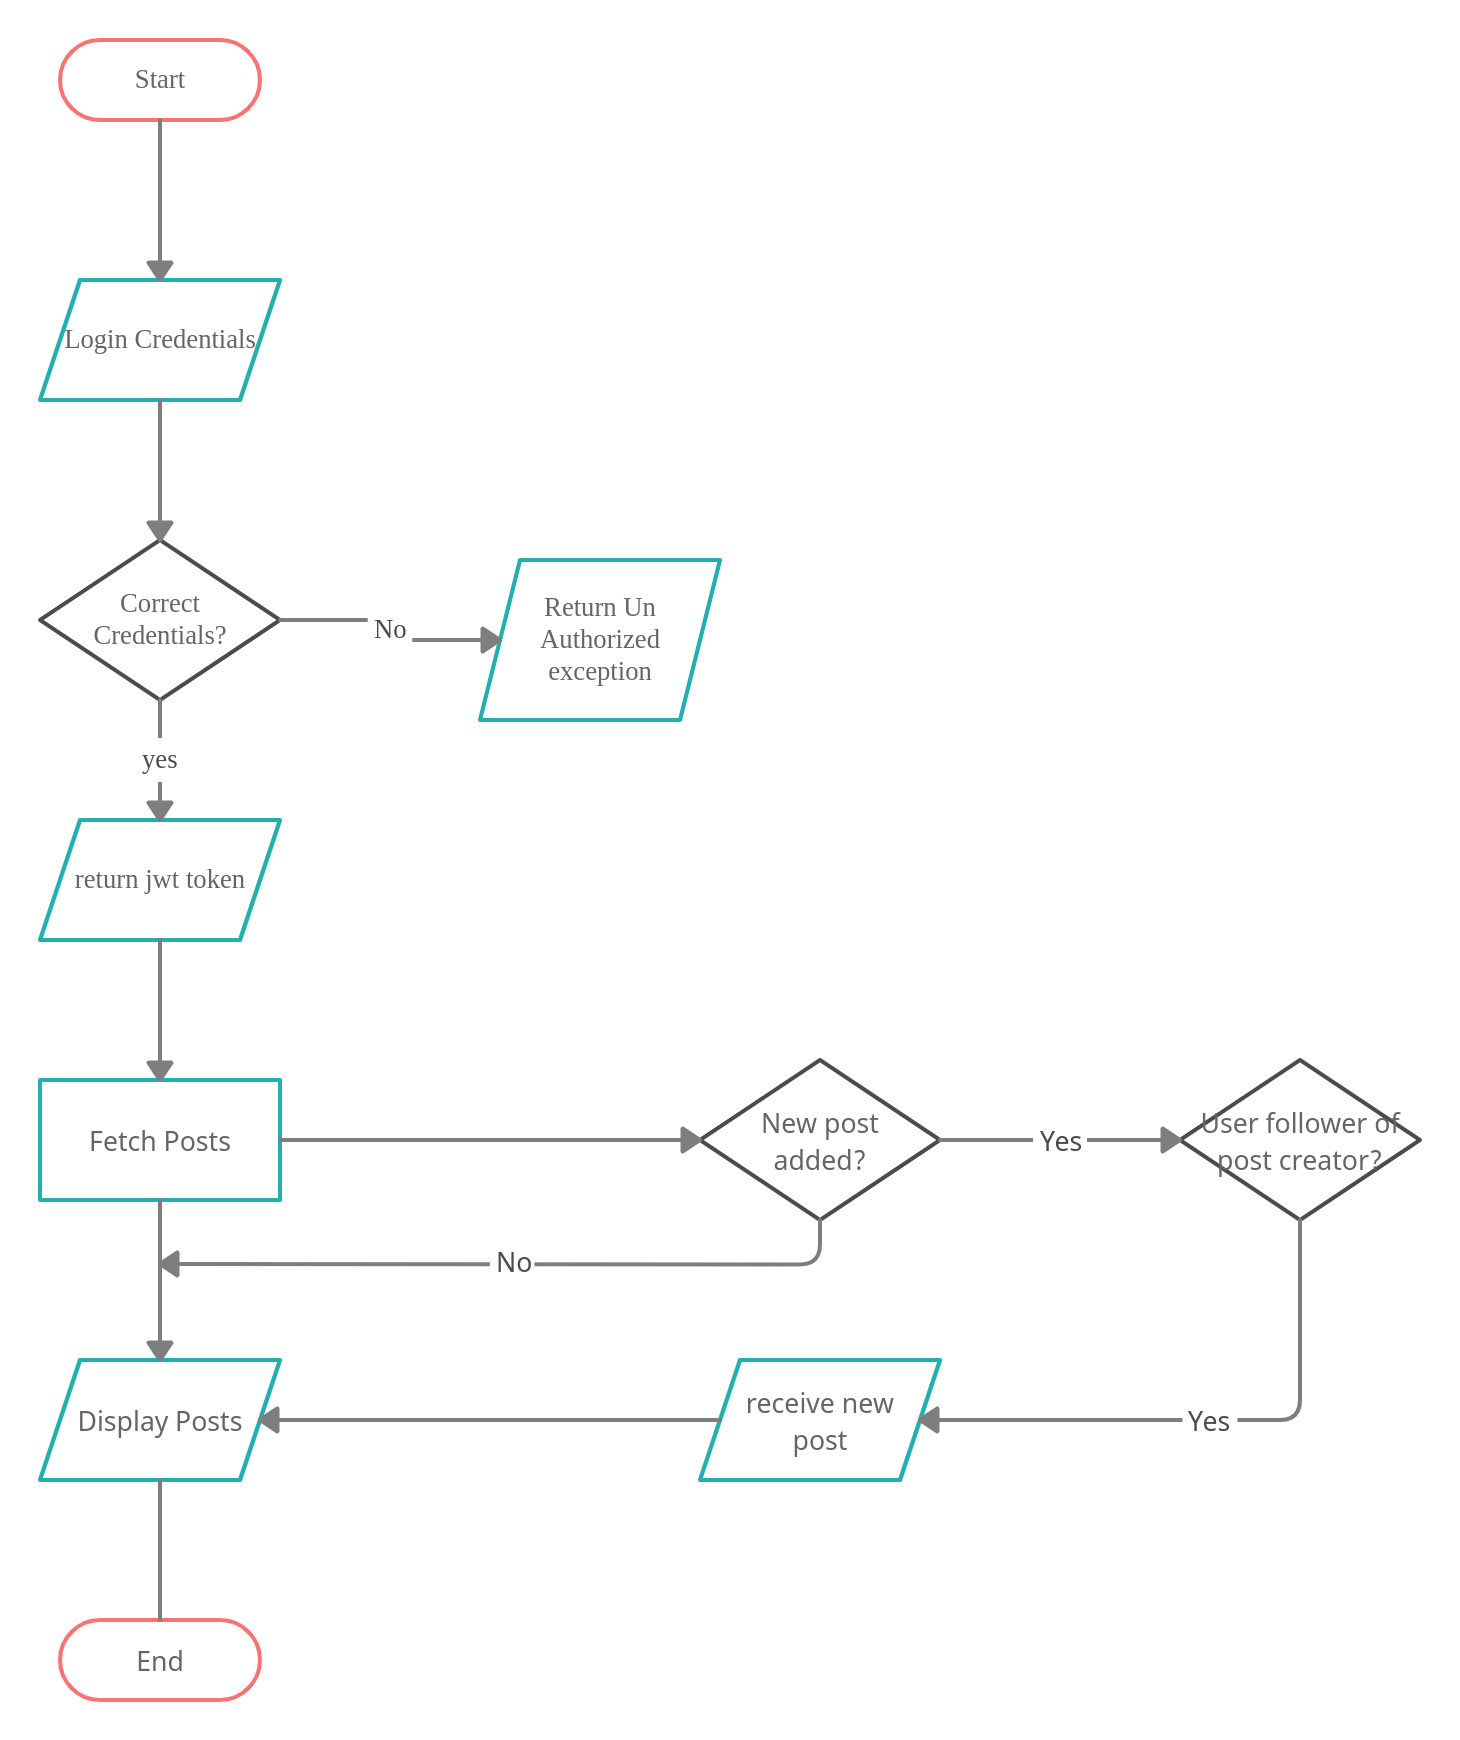 Start
Login Credentials
Correct
Credentials?
No
Return Un
Authorized
exception
yes
return jwt token
Fetch Posts
New post
added?
Yes
User follower of
post creator?
No
Display Posts
receive new
post
Yes
End